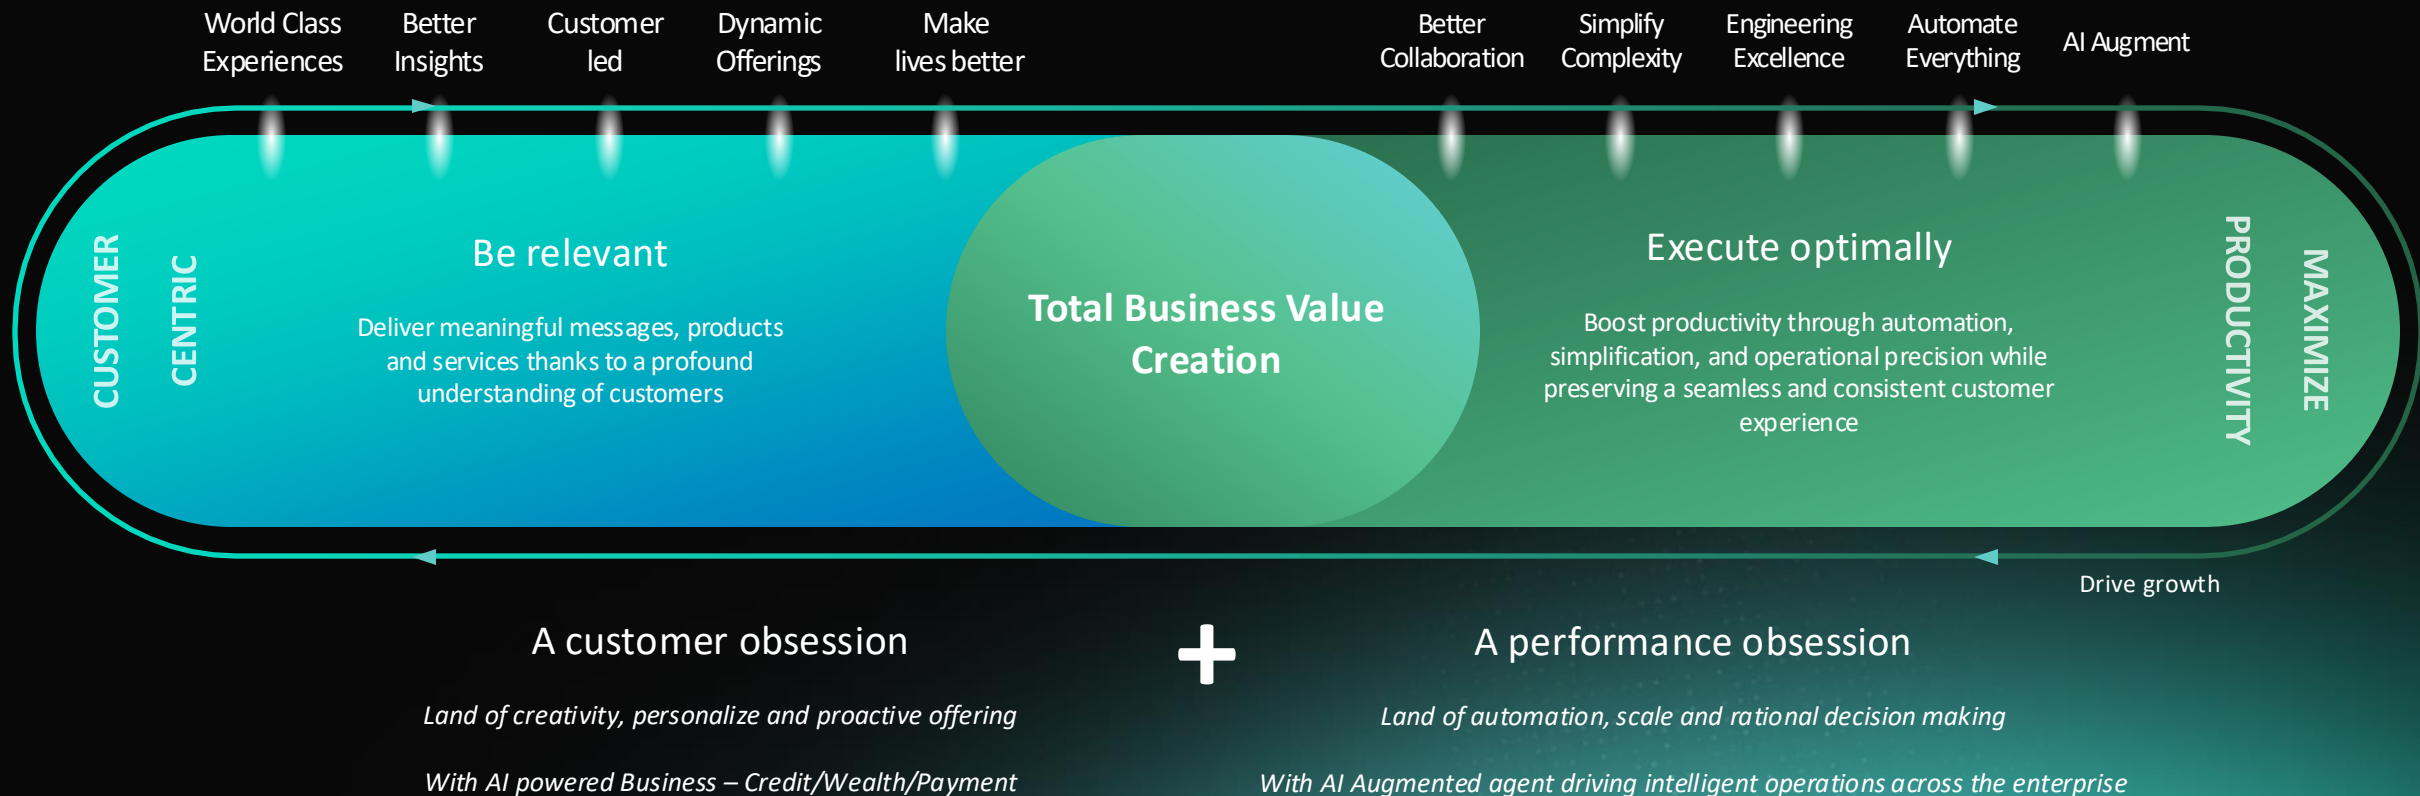 World Class
Experiences
Better
Insights
Customer
led
Dynamic
Offerings
Make
lives better
Better
Collaboration
Simplify
Complexity
Engineering
Excellence
Automate
Everything
AI Augment
CUSTOMER
CENTRIC
Be relevant
Deliver meaningful messages, products
and services thanks to a profound
understanding of customers
Total Business Value
Creation
Execute optimally
Boost productivity through automation,
simplification, and operational precision while
preserving a seamless and consistent customer
experience
MAXIMIZE
PRODUCTIVITY
Drive growth
A customer obsession
Land of creativity, personalize and proactive offering
With AI powered Business – Credit/Wealth/Payment
+
A performance obsession
Land of automation, scale and rational decision making
With AI Augmented agent driving intelligent operations across the enterprise